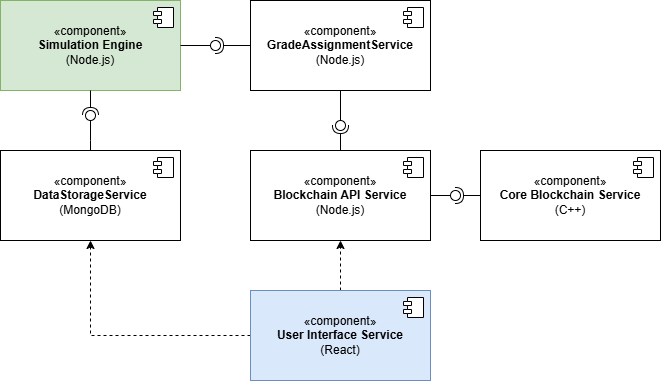 «component»
Simulation Engine
(Node.js)
«component»
GradeAssignmentService
(Node.js)
«component»
DataStorageService
(MongoDB)
«component»
Blockchain API Service
(Node.js)
«component»
Core Blockchain Service
(C++)
«component»
User Interface Service
(React)